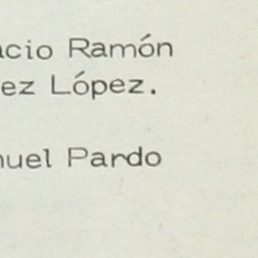 acio Ramón
ez López.
nuel Pardo